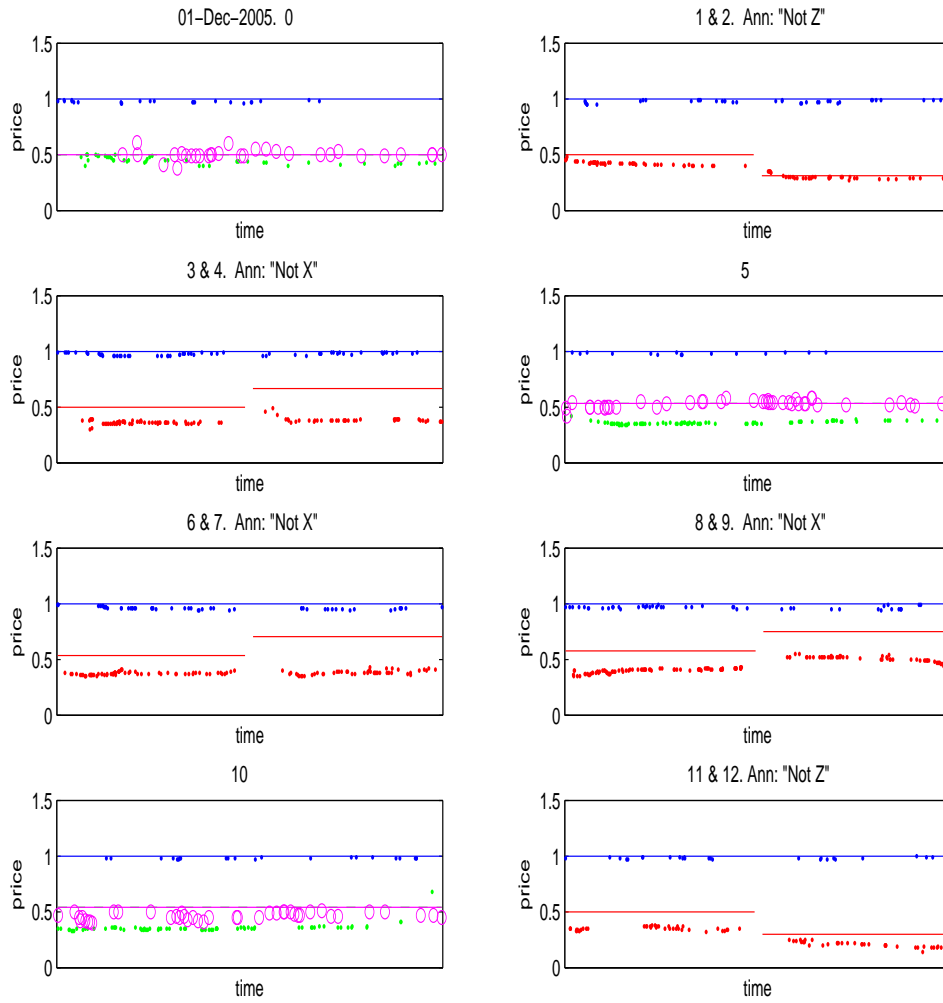 01-Dec-2005. 0
1.5
1
0.5
0
price
time
1 & 2. Ann: "Not Z"
1.5
1
0.5
0
price
time
3 & 4. Ann: "Not X"
1.5
1
0.5
0
price
time
5
1.5
1
0.5
0
price
time
6 & 7. Ann: "Not X"
1.5
1
0.5
0
price
time
8 & 9. Ann: "Not X"
1.5
1
0.5
0
price
time
10
1.5
1
0.5
0
price
time
11 & 12. Ann: "Not Z"
1.5
1
0.5
0
price
time